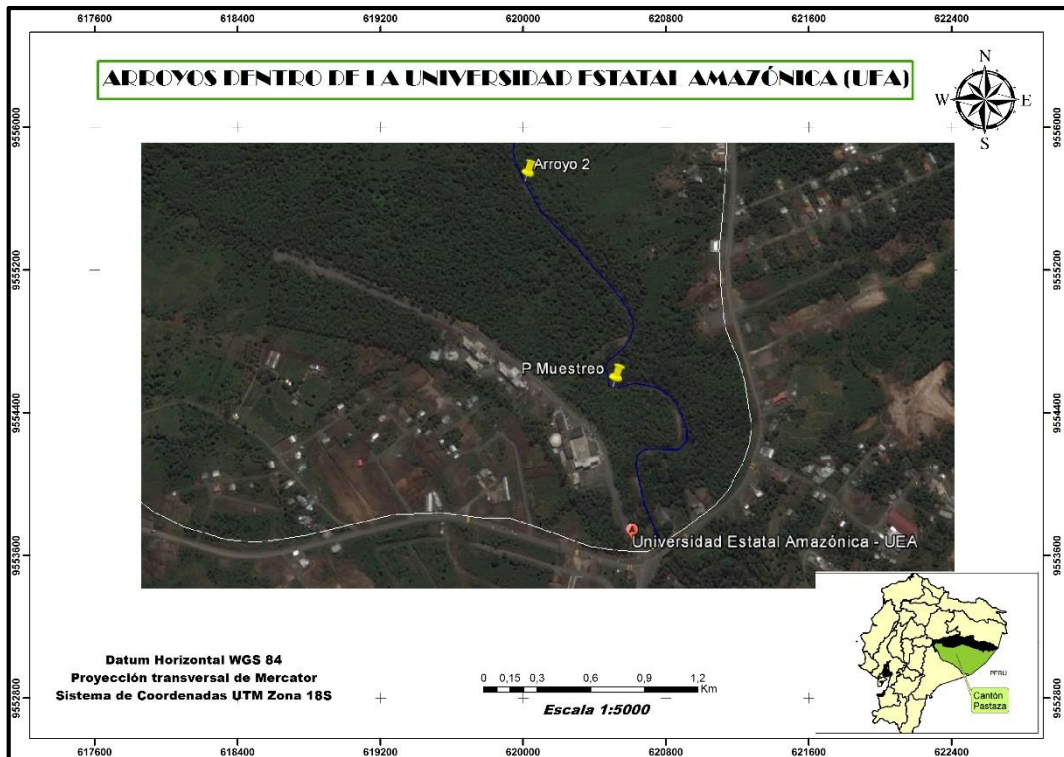 617600 618400 619200 620000 620800 621600 622400
ARROYOS DENTRO DE LA UNIVERSIDAD ESTATAL AMAZÓNICA (UEA)
N
W E
S
9556000 9556000
Arroyo 2
9555200 9555200
P Muestreo
9554400 9554400
A
Universidad Estatal Amazónica - UEA
9553600 9553600
Datum Horizontal WGS 84
Proyección transversal de Mercator
Sistema de Coordenadas UTM Zona 18S
0 0,15 0,3 0,6 0,9 1,2
Km
Escala 1:5000
PERU
Cantón
Pastaza
9552800 9552800
617600 618400 619200 620000 620800 621600 622400